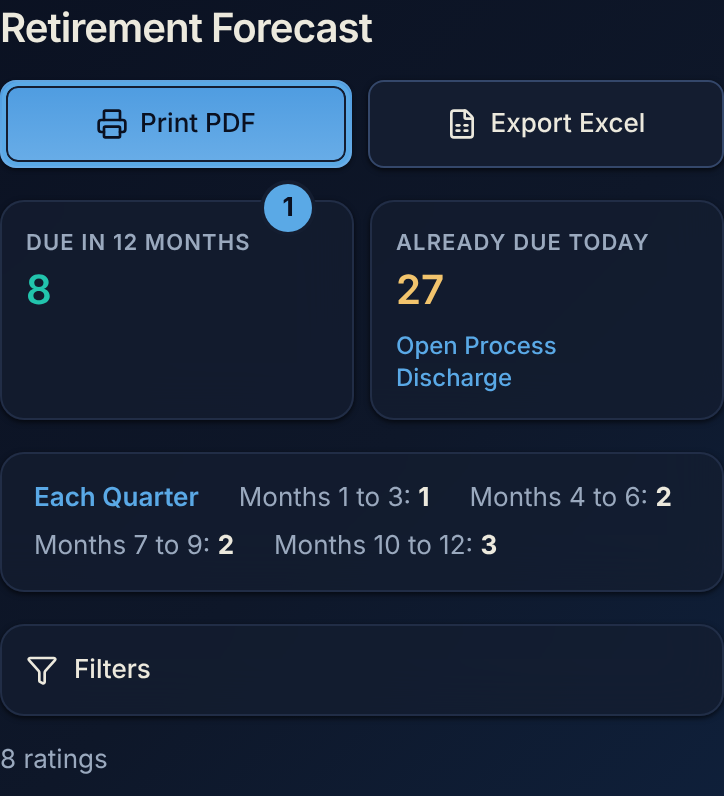 Retirement Forecast
Print PDF
Export Excel
1
DUE IN 12 MONTHS
8
ALREADY DUE TODAY
27
Open Process
Discharge
Each Quarter Months 1 to 3: 1 Months 4 to 6: 2
Months 7 to 9: 2 Months 10 to 12: 3
Filters
8 ratings